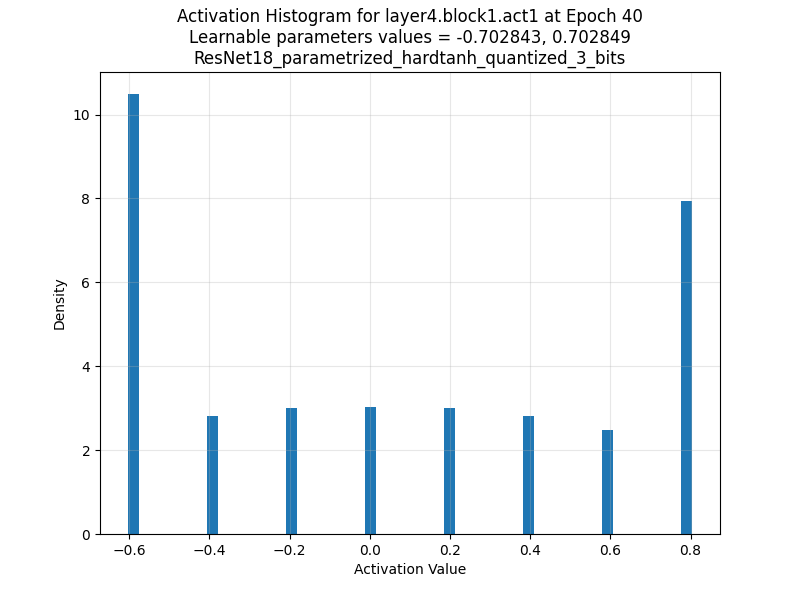 Activation Histogram for layer4.block1.act1 at Epoch 40
Learnable parameters values = -0.702843, 0.702849
ResNet18_parametrized_hardtanh_quantized_3_bits
10
8
6
4
2
0
Density
−0.6 −0.4 −0.2 0.0 0.2 0.4 0.6 0.8
Activation Value